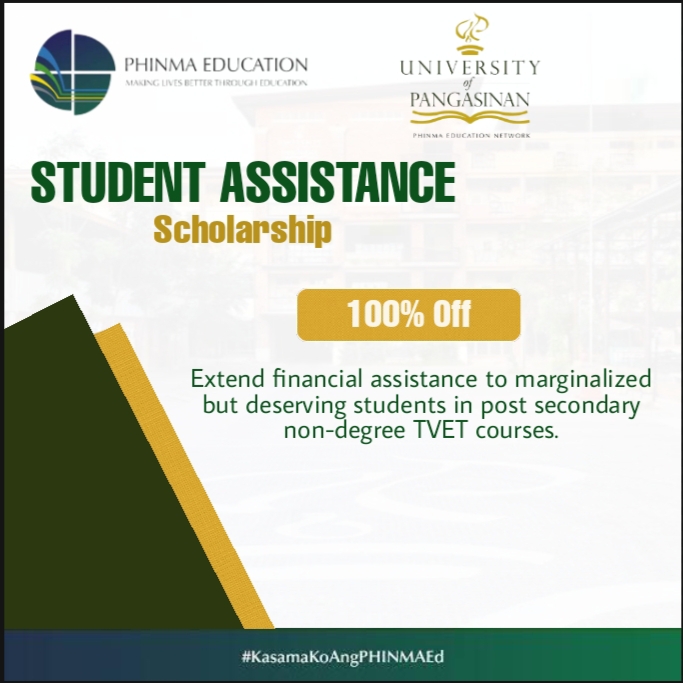 PHINMA EDUCATION
MAKING LIVES BETTER THROUGH EDUCATION
UNIVERSITY
of
PANGASINAN
PHINMA EDUCATION NETWORK
STUDENT ASSISTANCE
Scholarship
100% Off
Extend financial assistance to marginalized
but deserving students in post secondary
non-degree TVET courses.
#KasamaKoAngPHINMAEd